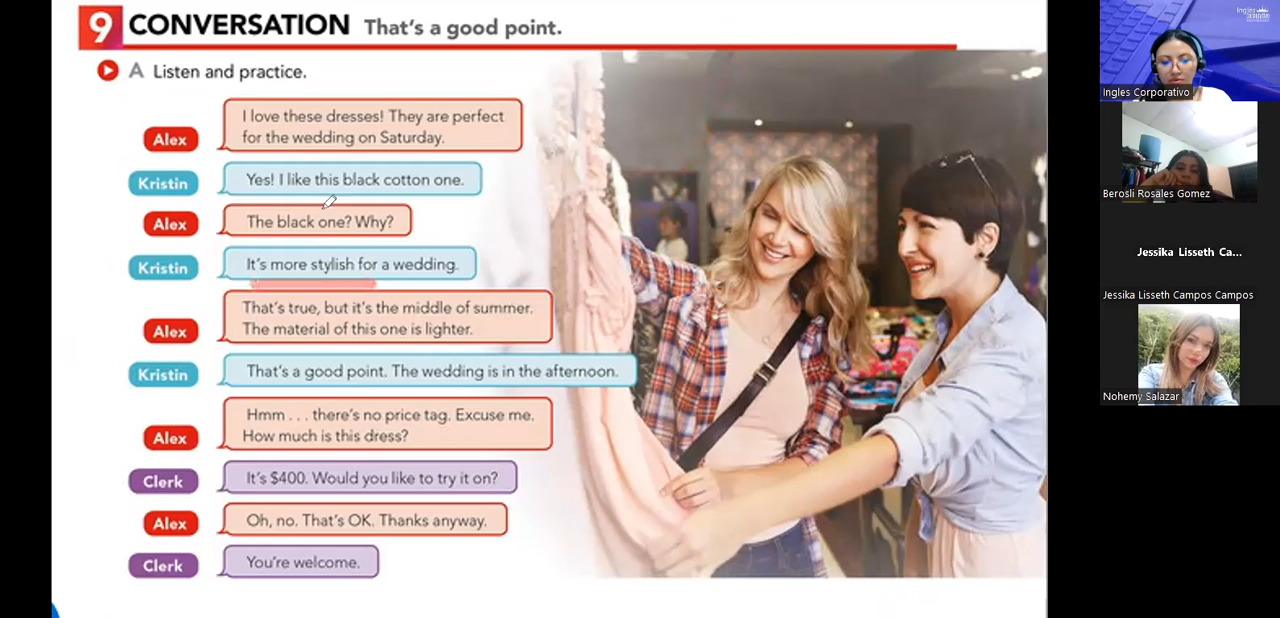 9 CONVERSATION That's a good point.
A Listen and practice.
Alex
I love these dresses! They are perfect
for the wedding on Saturday.
Kristin
Yes! I like this black cotton one.
Alex
The black one? Why?
Kristin
It's more stylish for a wedding.
Alex
That's true, but it's the middle of summer.
The material of this one is lighter.
Kristin
That's a good point. The wedding is in the afternoon.
Alex
Hmm . . . there's no price tag. Excuse me.
How much is this dress?
Clerk
It's $400. Would you like to try it on?
Alex
Oh, no. That's OK. Thanks anyway.
Clerk
You're welcome.
Ingles Corporativo
Berosli Rosales Gomez
Jessika Lisseth Ca...
Jessika Lisseth Campos Campos
Nohemy Salazar